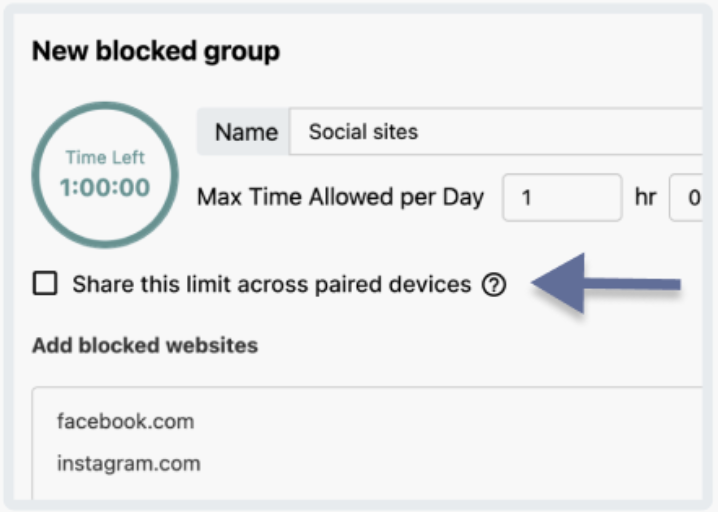 New blocked group
Time Left
1:00:00
Name Social sites
Max Time Allowed per Day 1 hr 0
Share this limit across paired devices ?
Add blocked websites
facebook.com
instagram.com